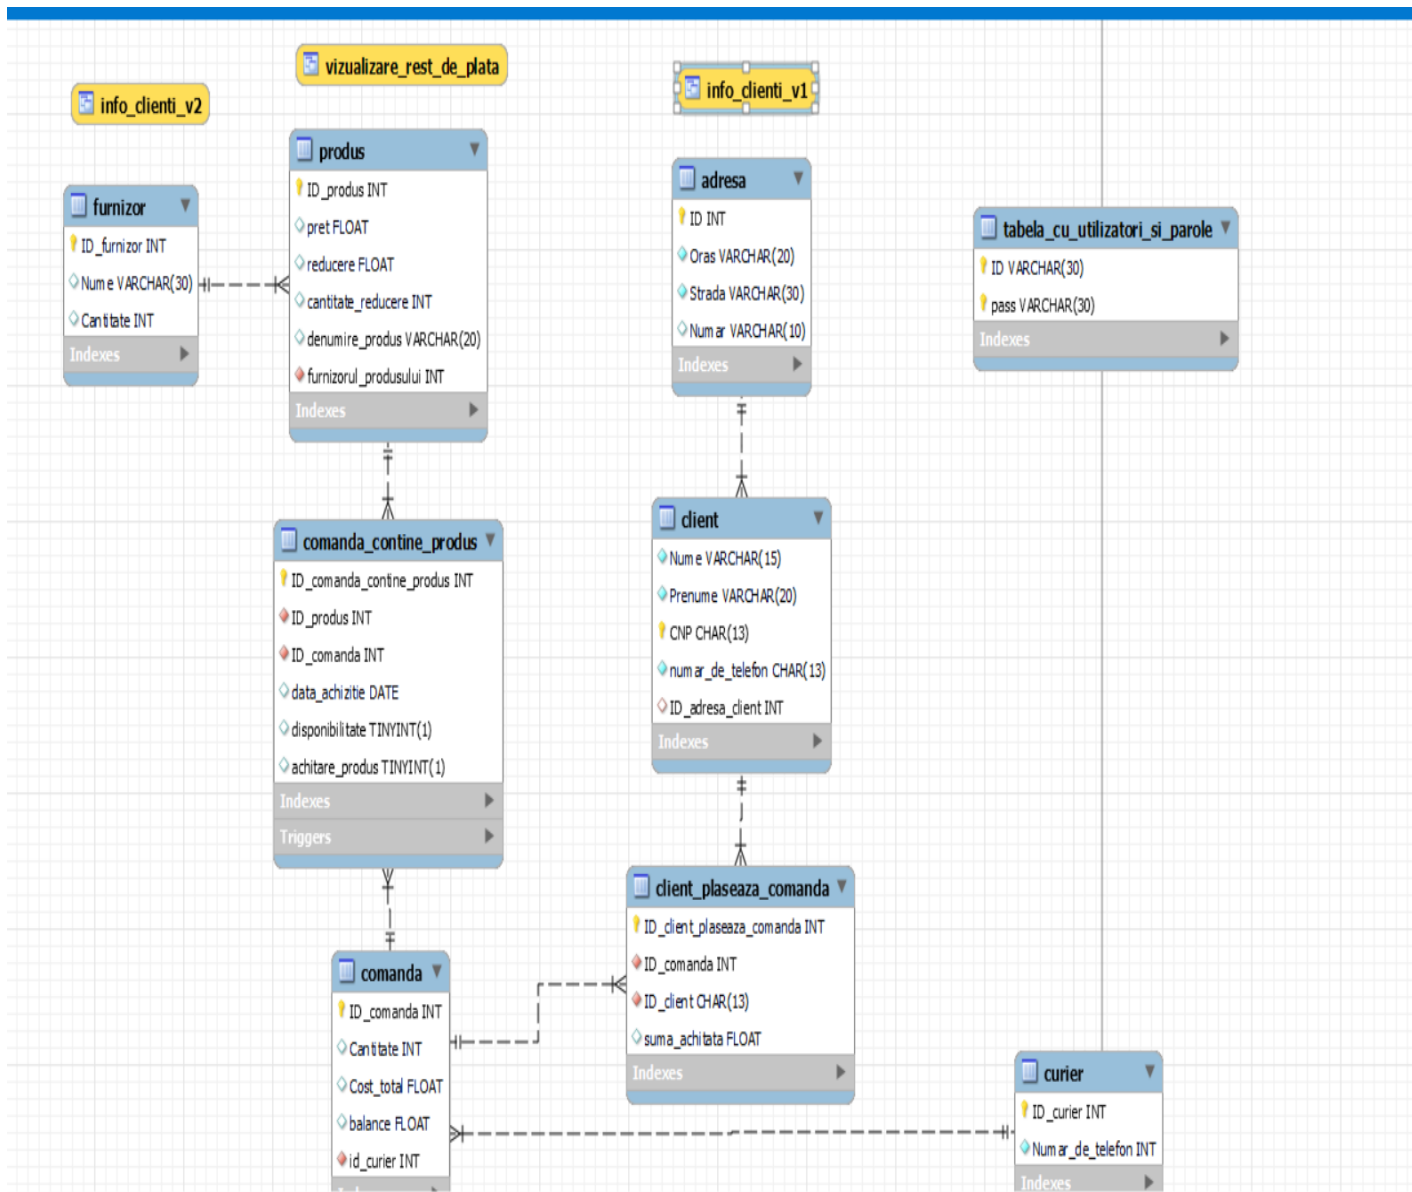 vizualizare_rest_de_plata
info_clienti_v1
info_clienti_v2
furnizor
ID_furnizor INT
Nume VARCHAR(30)
Cantitate INT
Indexes
produs
ID_produs INT
pret FLOAT
reducere FLOAT
cantitate_reducere INT
denumire_produs VARCHAR(20)
furnizorul_produsului INT
Indexes
adresa
ID INT
Oras VARCHAR(20)
Strada VARCHAR(30)
Numar VARCHAR(10)
Indexes
tabela_cu_utilizatori_si_parole
ID VARCHAR(30)
pass VARCHAR(30)
Indexes
comanda_contine_produs
ID_comanda_contine_produs INT
ID_produs INT
ID_comanda INT
data_achizitie DATE
disponibilitate TINYINT(1)
achitare_produs TINYINT(1)
Indexes
Triggers
client
Nume VARCHAR(15)
Prenume VARCHAR(20)
CNP CHAR(13)
numar_de_telefon CHAR(13)
ID_adresa_client INT
Indexes
client_plaseaza_comanda
ID_client_plaseaza_comanda INT
ID_comanda INT
ID_client CHAR(13)
suma_achitata FLOAT
Indexes
comanda
ID_comanda INT
Cantitate INT
Cost_total FLOAT
balance FLOAT
id_curier INT
curier
ID_curier INT
Numar_de_telefon INT
Indexes